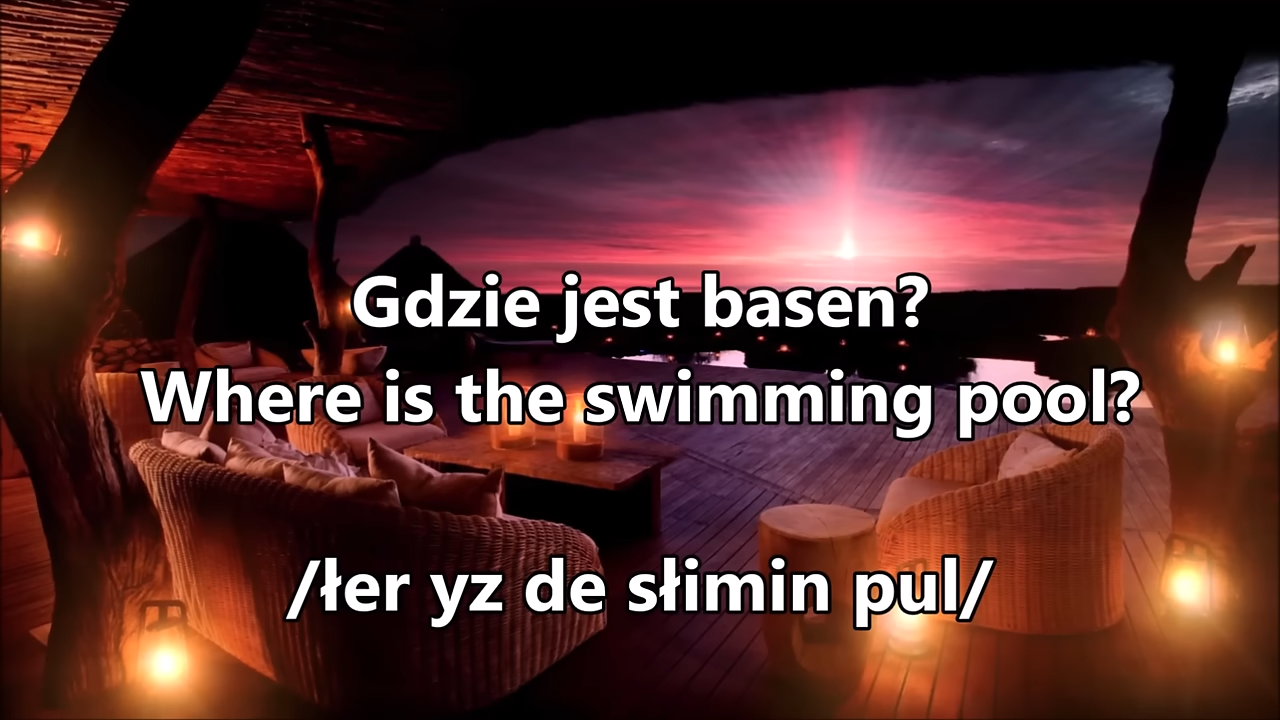 Gdzie jest basen?
Where is the swimming pool?
/łer yz de słimin pul/